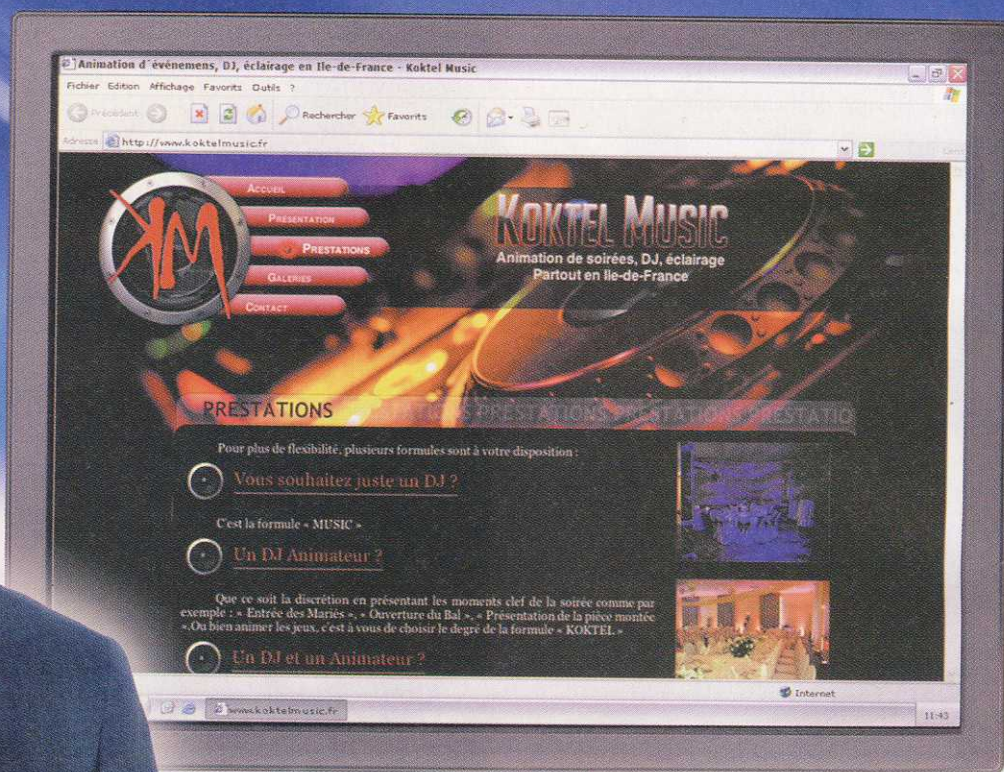 Animation d'événemens, DJ, éclairage en Ile-de-France - Koktel Music
Fichier Edition Affichage Favorits Outils ?
Précédent Rechercher Favorits
Adresse http://www.koktelmusic.fr
KM
ACCUEIL
PRÉSENTATION
PRESTATIONS
GALERIES
CONTACT
KOKTEL MUSIC
Animation de soirées, DJ, éclairage
Partout en Ile-de-France
PRESTATIONS
PRESTATIONS PRESTATIONS PRESTATIO
Pour plus de flexibilité, plusieurs formules sont à votre disposition :
Vous souhaitez juste un DJ ?
C'est la formule « MUSIC »
Un DJ Animateur ?
Que ce soit la discrétion en présentant les moments clef de la soirée comme par
exemple : « Entrée des Mariés », « Ouverture du Bal », « Présentation de la pièce montée
».Ou bien animer les jeux, c'est à vous de choisir le degré de la formule « KOKTEL »
Un DJ et un Animateur ?
Internet
www.koktelmusic.fr
11:43